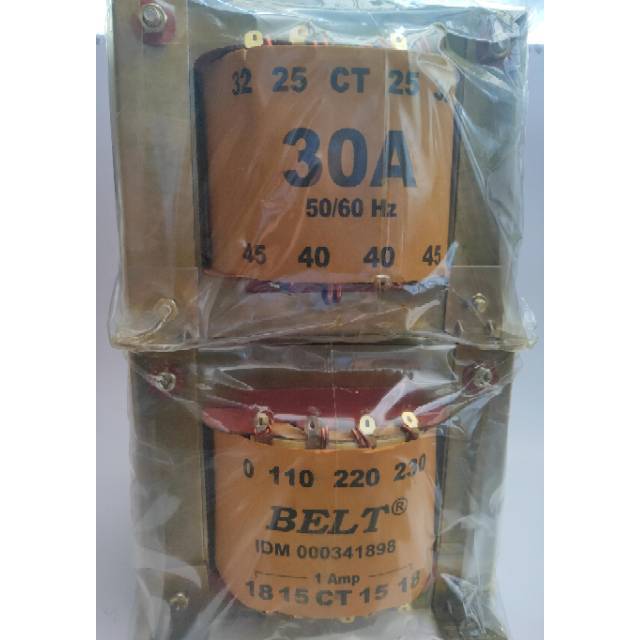 32 25 CT 25
30A
50/60 Hz
45 40 40 45
0 110 220 230
BELT®
IDM 000341898
1 Amp
18 15 CT 15 18